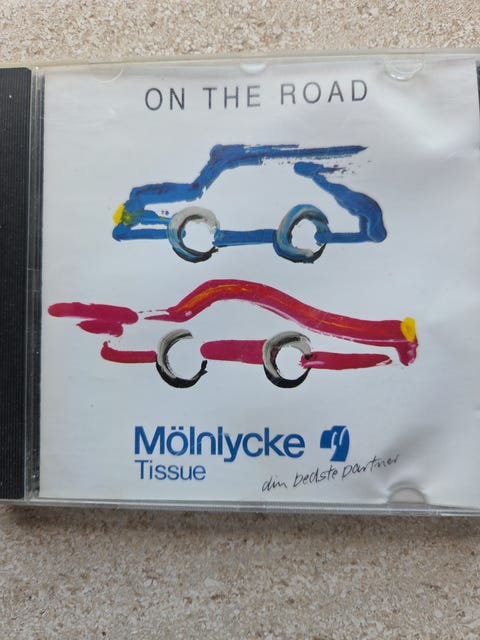 ON THE ROAD
Mölnlycke
Tissue
din bedste partner